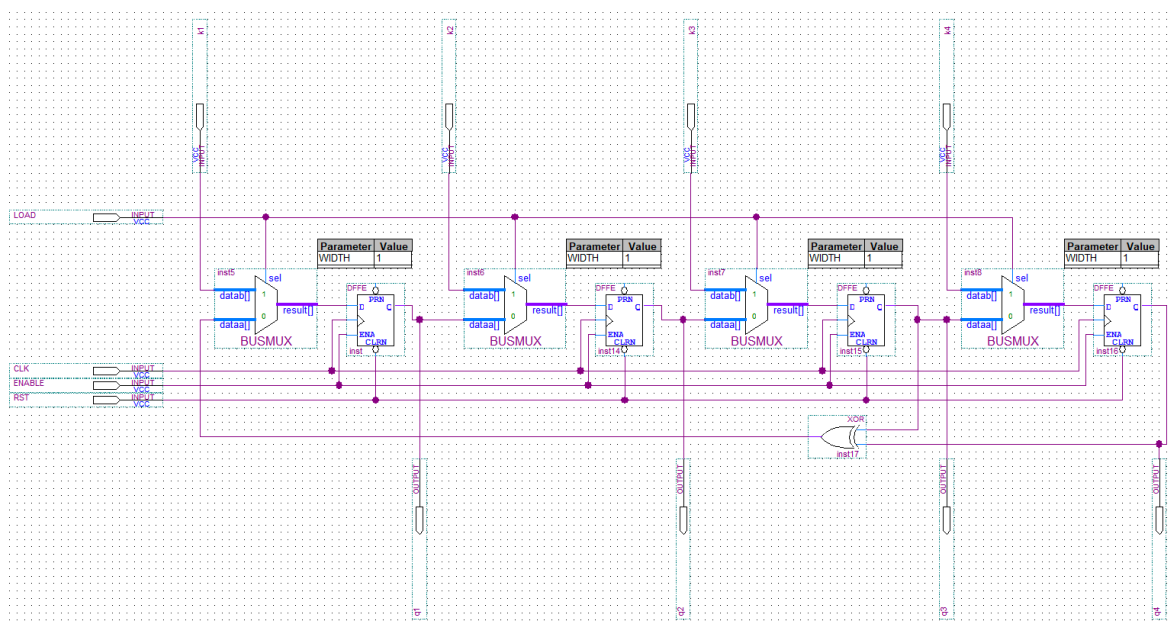 k1
k2
k3
k4
VCC
INPUT
VCC
INPUT
VCC
INPUT
VCC
INPUT
LOAD
INPUT
VCC
Parameter Value
WIDTH 1
Parameter Value
WIDTH 1
Parameter Value
WIDTH 1
Parameter Value
WIDTH 1
inst5
sel
datab[]
1
dataa[]
0
result[]
BUSMUX
DFFE
PRN
D
Q
ENA
CLRN
inst
inst6
sel
datab[]
1
dataa[]
0
result[]
BUSMUX
DFFE
PRN
D
Q
ENA
CLRN
inst14
inst7
sel
datab[]
1
dataa[]
0
result[]
BUSMUX
DFFE
PRN
D
Q
ENA
CLRN
inst15
inst8
sel
datab[]
1
dataa[]
0
result[]
BUSMUX
DFFE
PRN
D
Q
ENA
CLRN
inst16
CLK
INPUT
VCC
ENABLE
INPUT
VCC
RST
INPUT
VCC
XOR
inst17
OUTPUT
OUTPUT
OUTPUT
OUTPUT
q1
q2
q3
q4